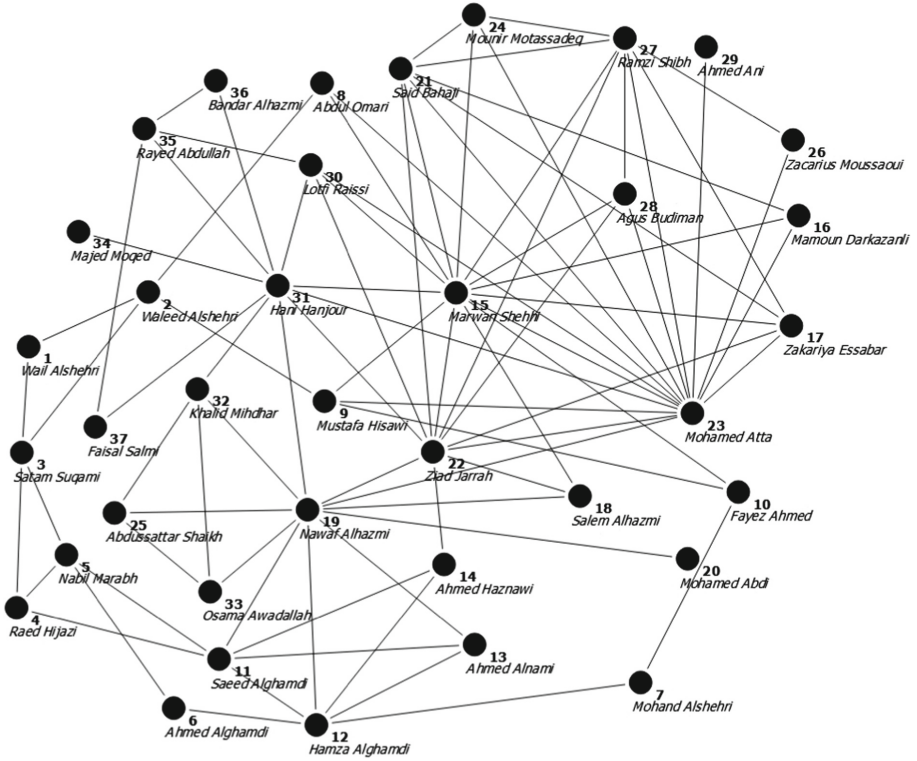 24
Mounir Motassadeq
27
Ramzi Shibh
29
Ahmed Ani
21
Said Bahaji
36
Bandar Alhazmi
8
Abdul Omari
35
Rayed Abdullah
26
Zacarius Moussaoui
30
Lotfi Raissi
28
Agus Budiman
16
Mamoun Darkazanli
34
Majed Moqed
31
Hani Hanjour
2
Waleed Alshehri
15
Marwan Shehhi
17
Zakariya Essabar
1
Wail Alshehri
32
Khalid Mihdhar
9
Mustafa Hisawi
23
Mohamed Atta
37
Faisal Salmi
3
Satam Suqami
22
Ziad Jarrah
18
Salem Alhazmi
10
Fayez Ahmed
25
Abdussattar Shaikh
19
Nawaf Alhazmi
5
Nabil Marabh
14
Ahmed Haznawi
20
Mohamed Abdi
33
Osama Awadallah
4
Raed Hijazi
13
Ahmed Alnami
11
Saeed Alghamdi
7
Mohand Alshehri
6
Ahmed Alghamdi
12
Hamza Alghamdi